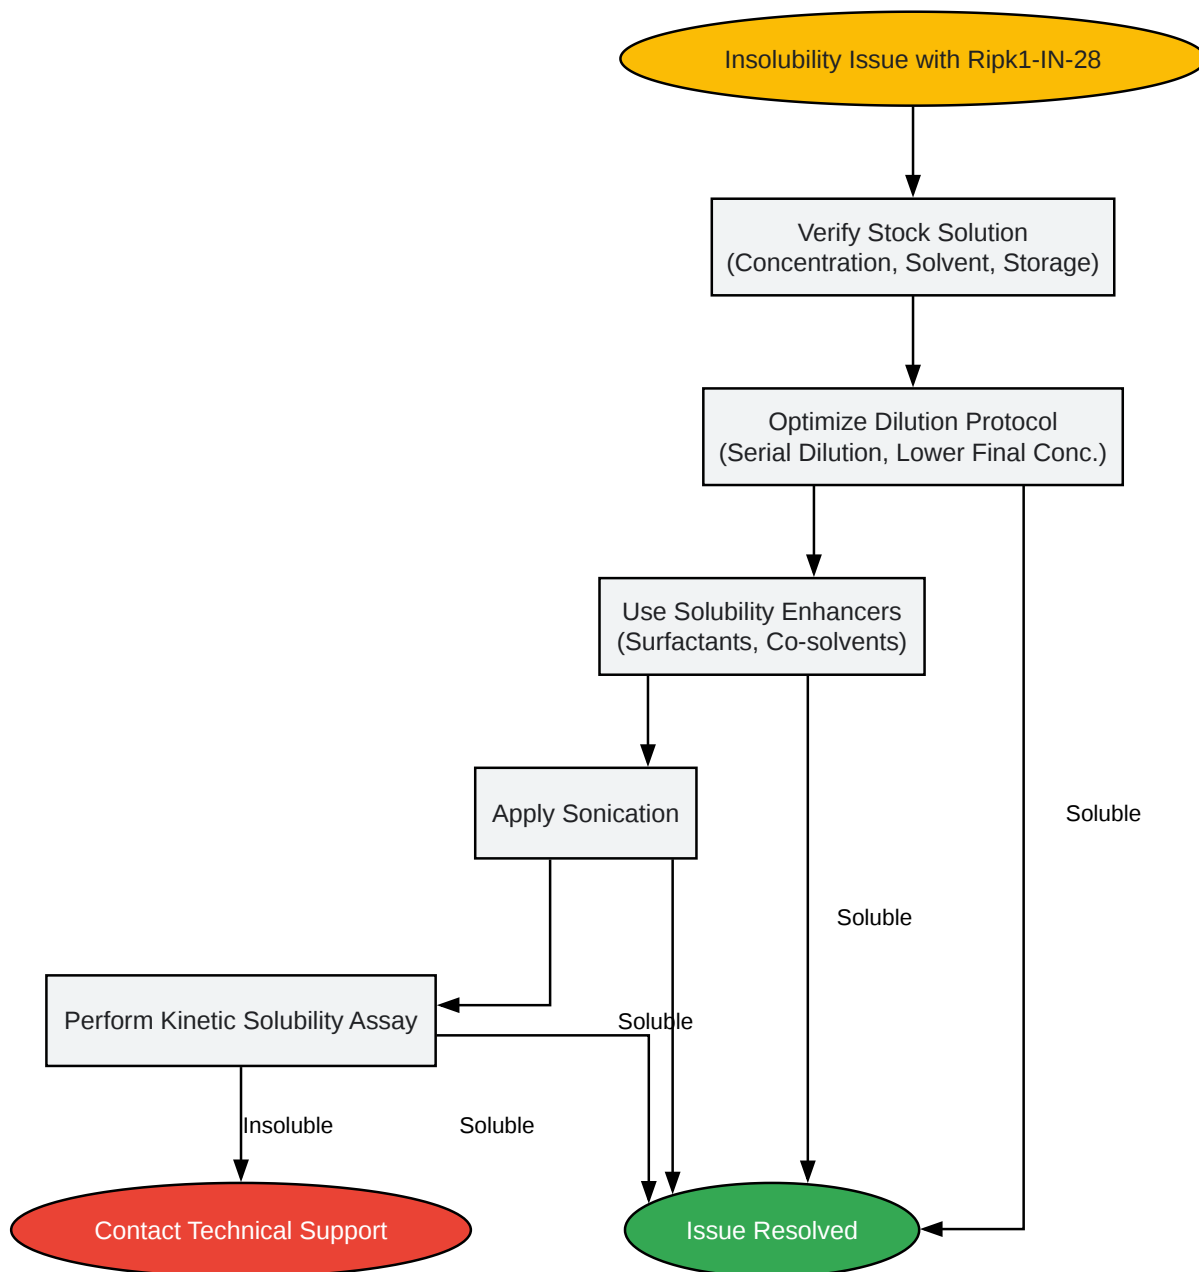 Insolubility Issue with Ripk1-IN-28
Verify Stock Solution
(Concentration, Solvent, Storage)
Optimize Dilution Protocol
(Serial Dilution, Lower Final Conc.)
Use Solubility Enhancers
(Surfactants, Co-solvents)
Apply Sonication
Soluble
Soluble
Perform Kinetic Solubility Assay
Soluble
Insoluble
Soluble
Contact Technical Support
Issue Resolved